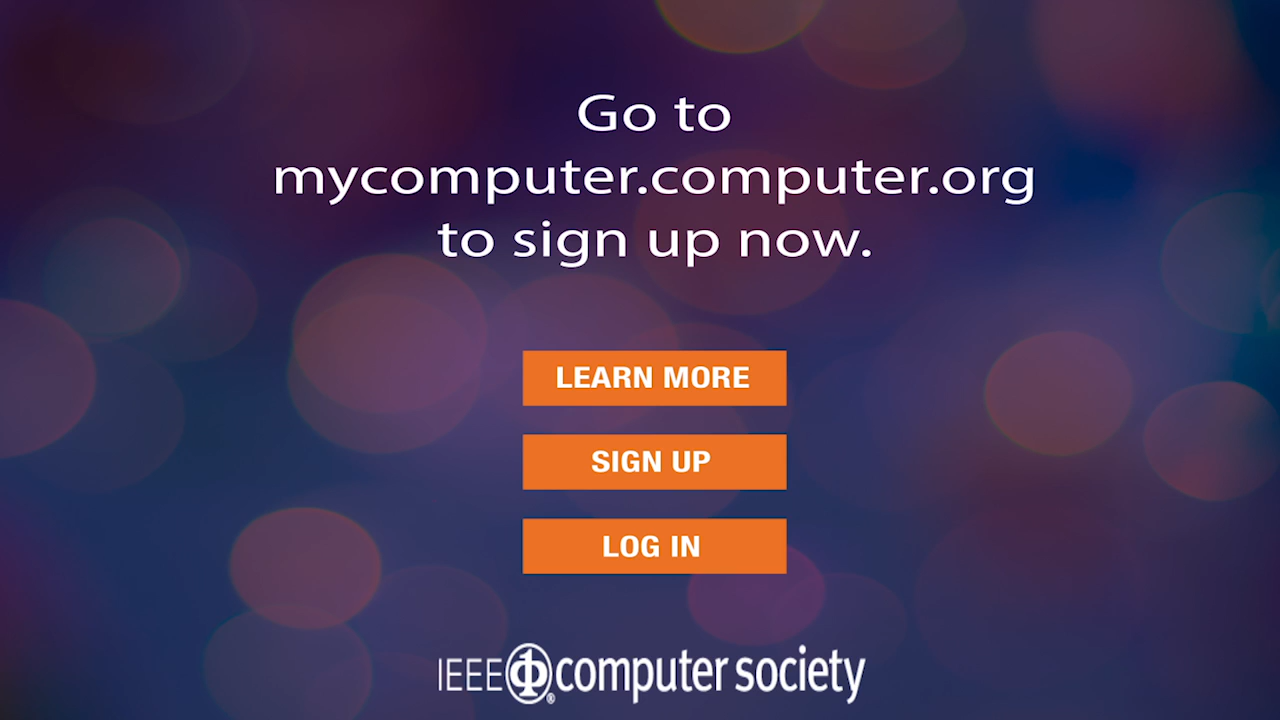 Go to
mycomputer.computer.org
to sign up now.
LEARN MORE
SIGN UP
LOG IN
IEEE computer society